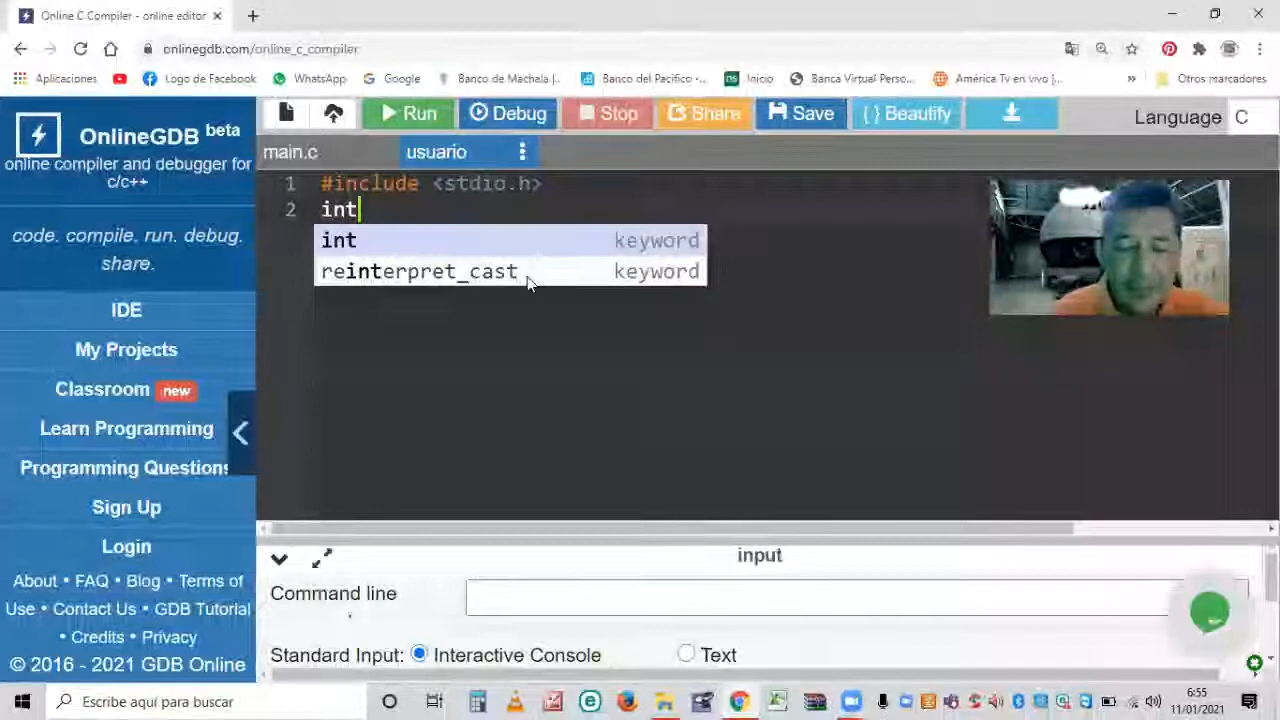 Online C Compiler - online editor
onlinegdb.com/online_c_compiler
Aplicaciones
Logo de Facebook
WhatsApp
Google
Banco de Machala |...
Banco del Pacífico -...
Inicio
Banca Virtual Perso...
América Tv en vivo |...
»
Otros marcadores
OnlineGDB beta
online compiler and debugger for
c/c++
code. compile. run. debug.
share.
IDE
My Projects
Classroom new
Learn Programming
Programming Questions
Sign Up
Login
About • FAQ • Blog • Terms of
Use • Contact Us • GDB Tutorial
• Credits • Privacy
© 2016 - 2021 GDB Online
Run
Debug
Stop
Share
Save
{ } Beautify
Language C
main.c
usuario
1 #include <stdio.h>
2 int
int keyword
reinterpret_cast keyword
input
Command line
Standard Input: Interactive Console Text
Escribe aquí para buscar
6:55
11/01/2021